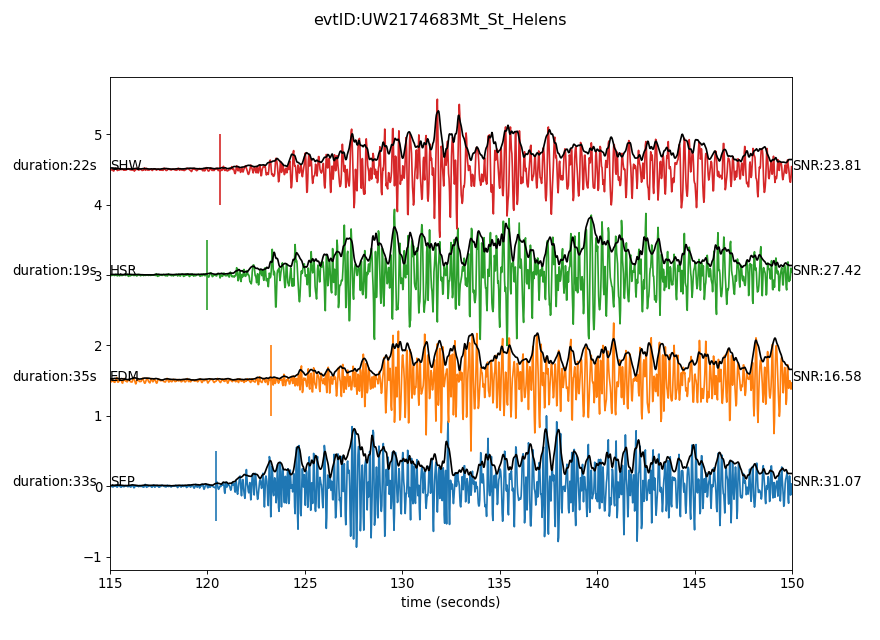 evtID:UW2174683Mt_St_Helens
5
duration:22s SHW SNR:23.81
4
duration:19s HSR SNR:27.42
3
2
duration:35s EDM SNR:16.58
1
duration:33s SEP SNR:31.07
0
−1
115 120 125 130 135 140 145 150
time (seconds)